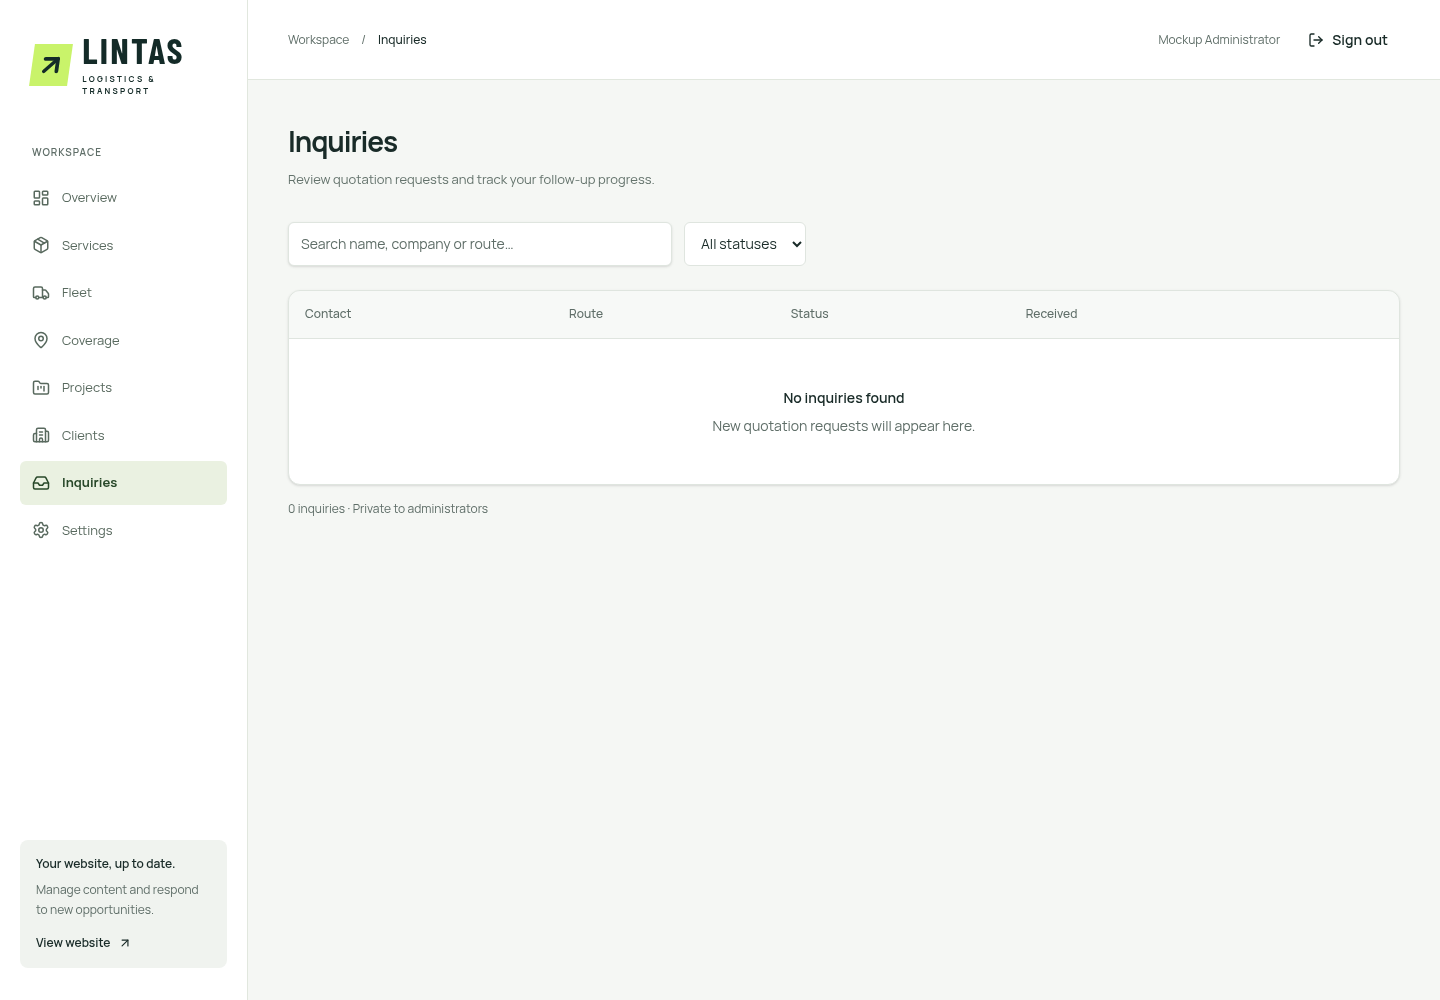 LINTAS
LOGISTICS &
TRANSPORT
WORKSPACE
Overview
Services
Fleet
Coverage
Projects
Clients
Inquiries
Settings
Your website, up to date.
Manage content and respond
to new opportunities.
View website
Workspace / Inquiries
Mockup Administrator
Sign out
Inquiries
Review quotation requests and track your follow-up progress.
Search name, company or route...
All statuses
Contact Route Status Received
No inquiries found
New quotation requests will appear here.
0 inquiries · Private to administrators